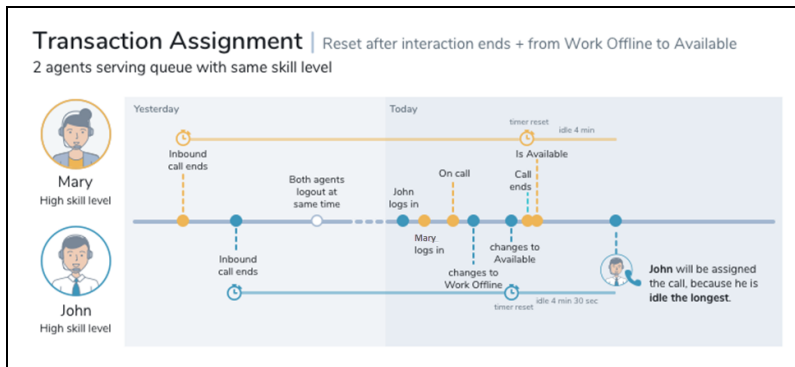 Transaction Assignment | Reset after interaction ends + from Work Offline to Available
2 agents serving queue with same skill level
Yesterday
Today
timer reset
idle 4 min
Inbound
call ends
Is Available
Mary
High skill level
Both agents
logout at
same time
John
logs in
On call
Call
ends
Mary
logs in
changes to
Available
Inbound
call ends
changes to
Work Offline
John
High skill level
timer reset
idle 4 min 30 sec
John will be assigned
the call, because he is
idle the longest.